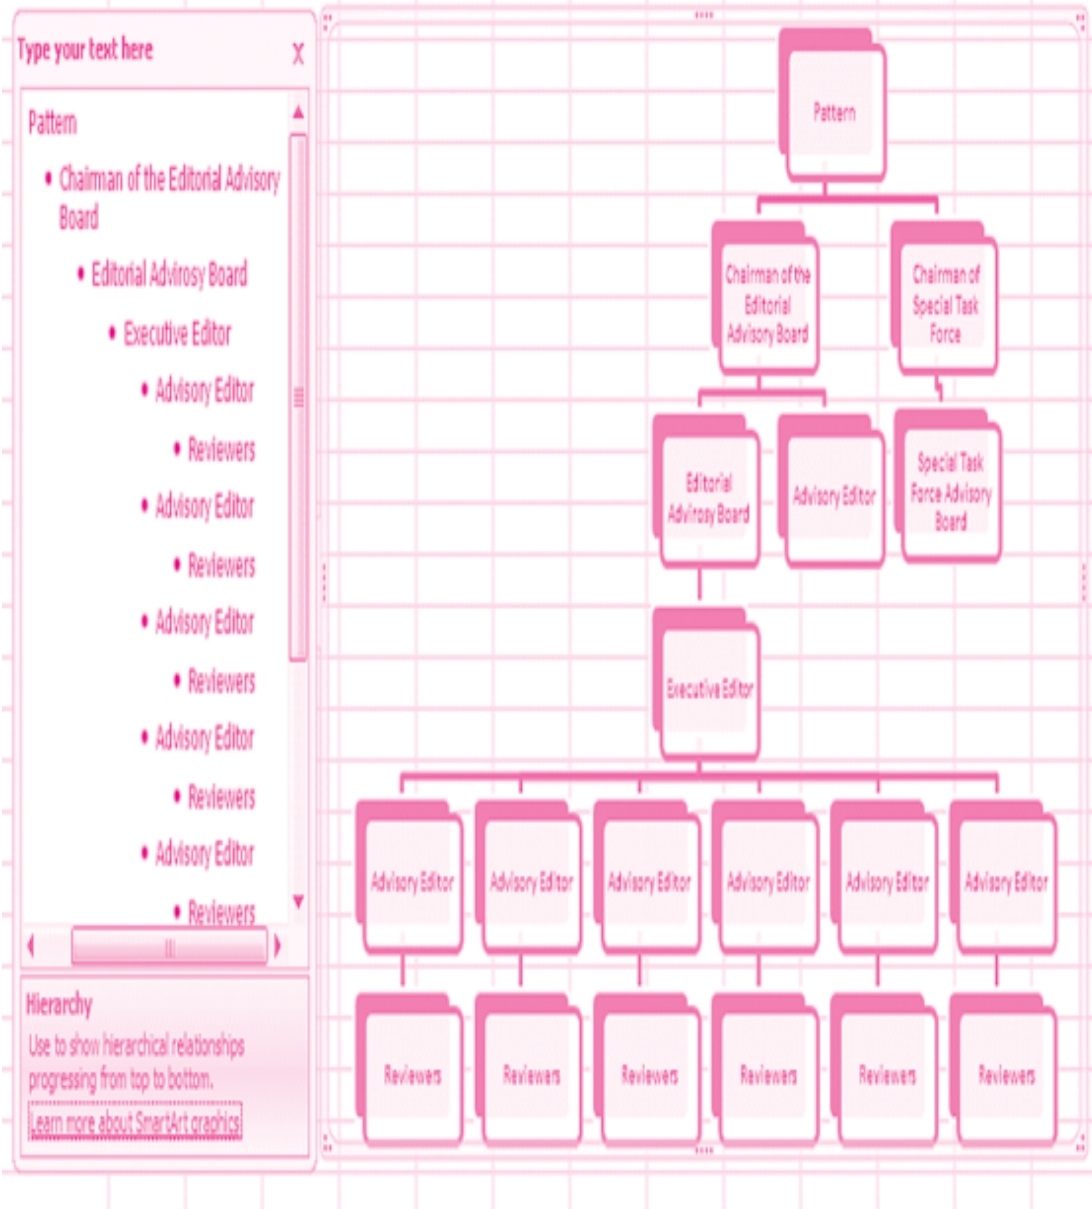 Type your text here X
Pattern
• Chairman of the Editorial Advisory
Board
• Editorial Advirosy Board
• Executive Editor
• Advisory Editor
• Reviewers
• Advisory Editor
• Reviewers
• Advisory Editor
• Reviewers
• Advisory Editor
• Reviewers
• Advisory Editor
• Reviewers
Hierarchy
Use to show hierarchical relationships
progressing from top to bottom.
Learn more about SmartArt graphics
Pattern
Chairman of the
Editorial
Advisory Board
Chairman of
Special Task
Force
Editorial
Advirosy Board
Advisory Editor
Special Task
Force Advisory
Board
Executive Editor
Advisory Editor
Advisory Editor
Advisory Editor
Advisory Editor
Advisory Editor
Advisory Editor
Reviewers
Reviewers
Reviewers
Reviewers
Reviewers
Reviewers